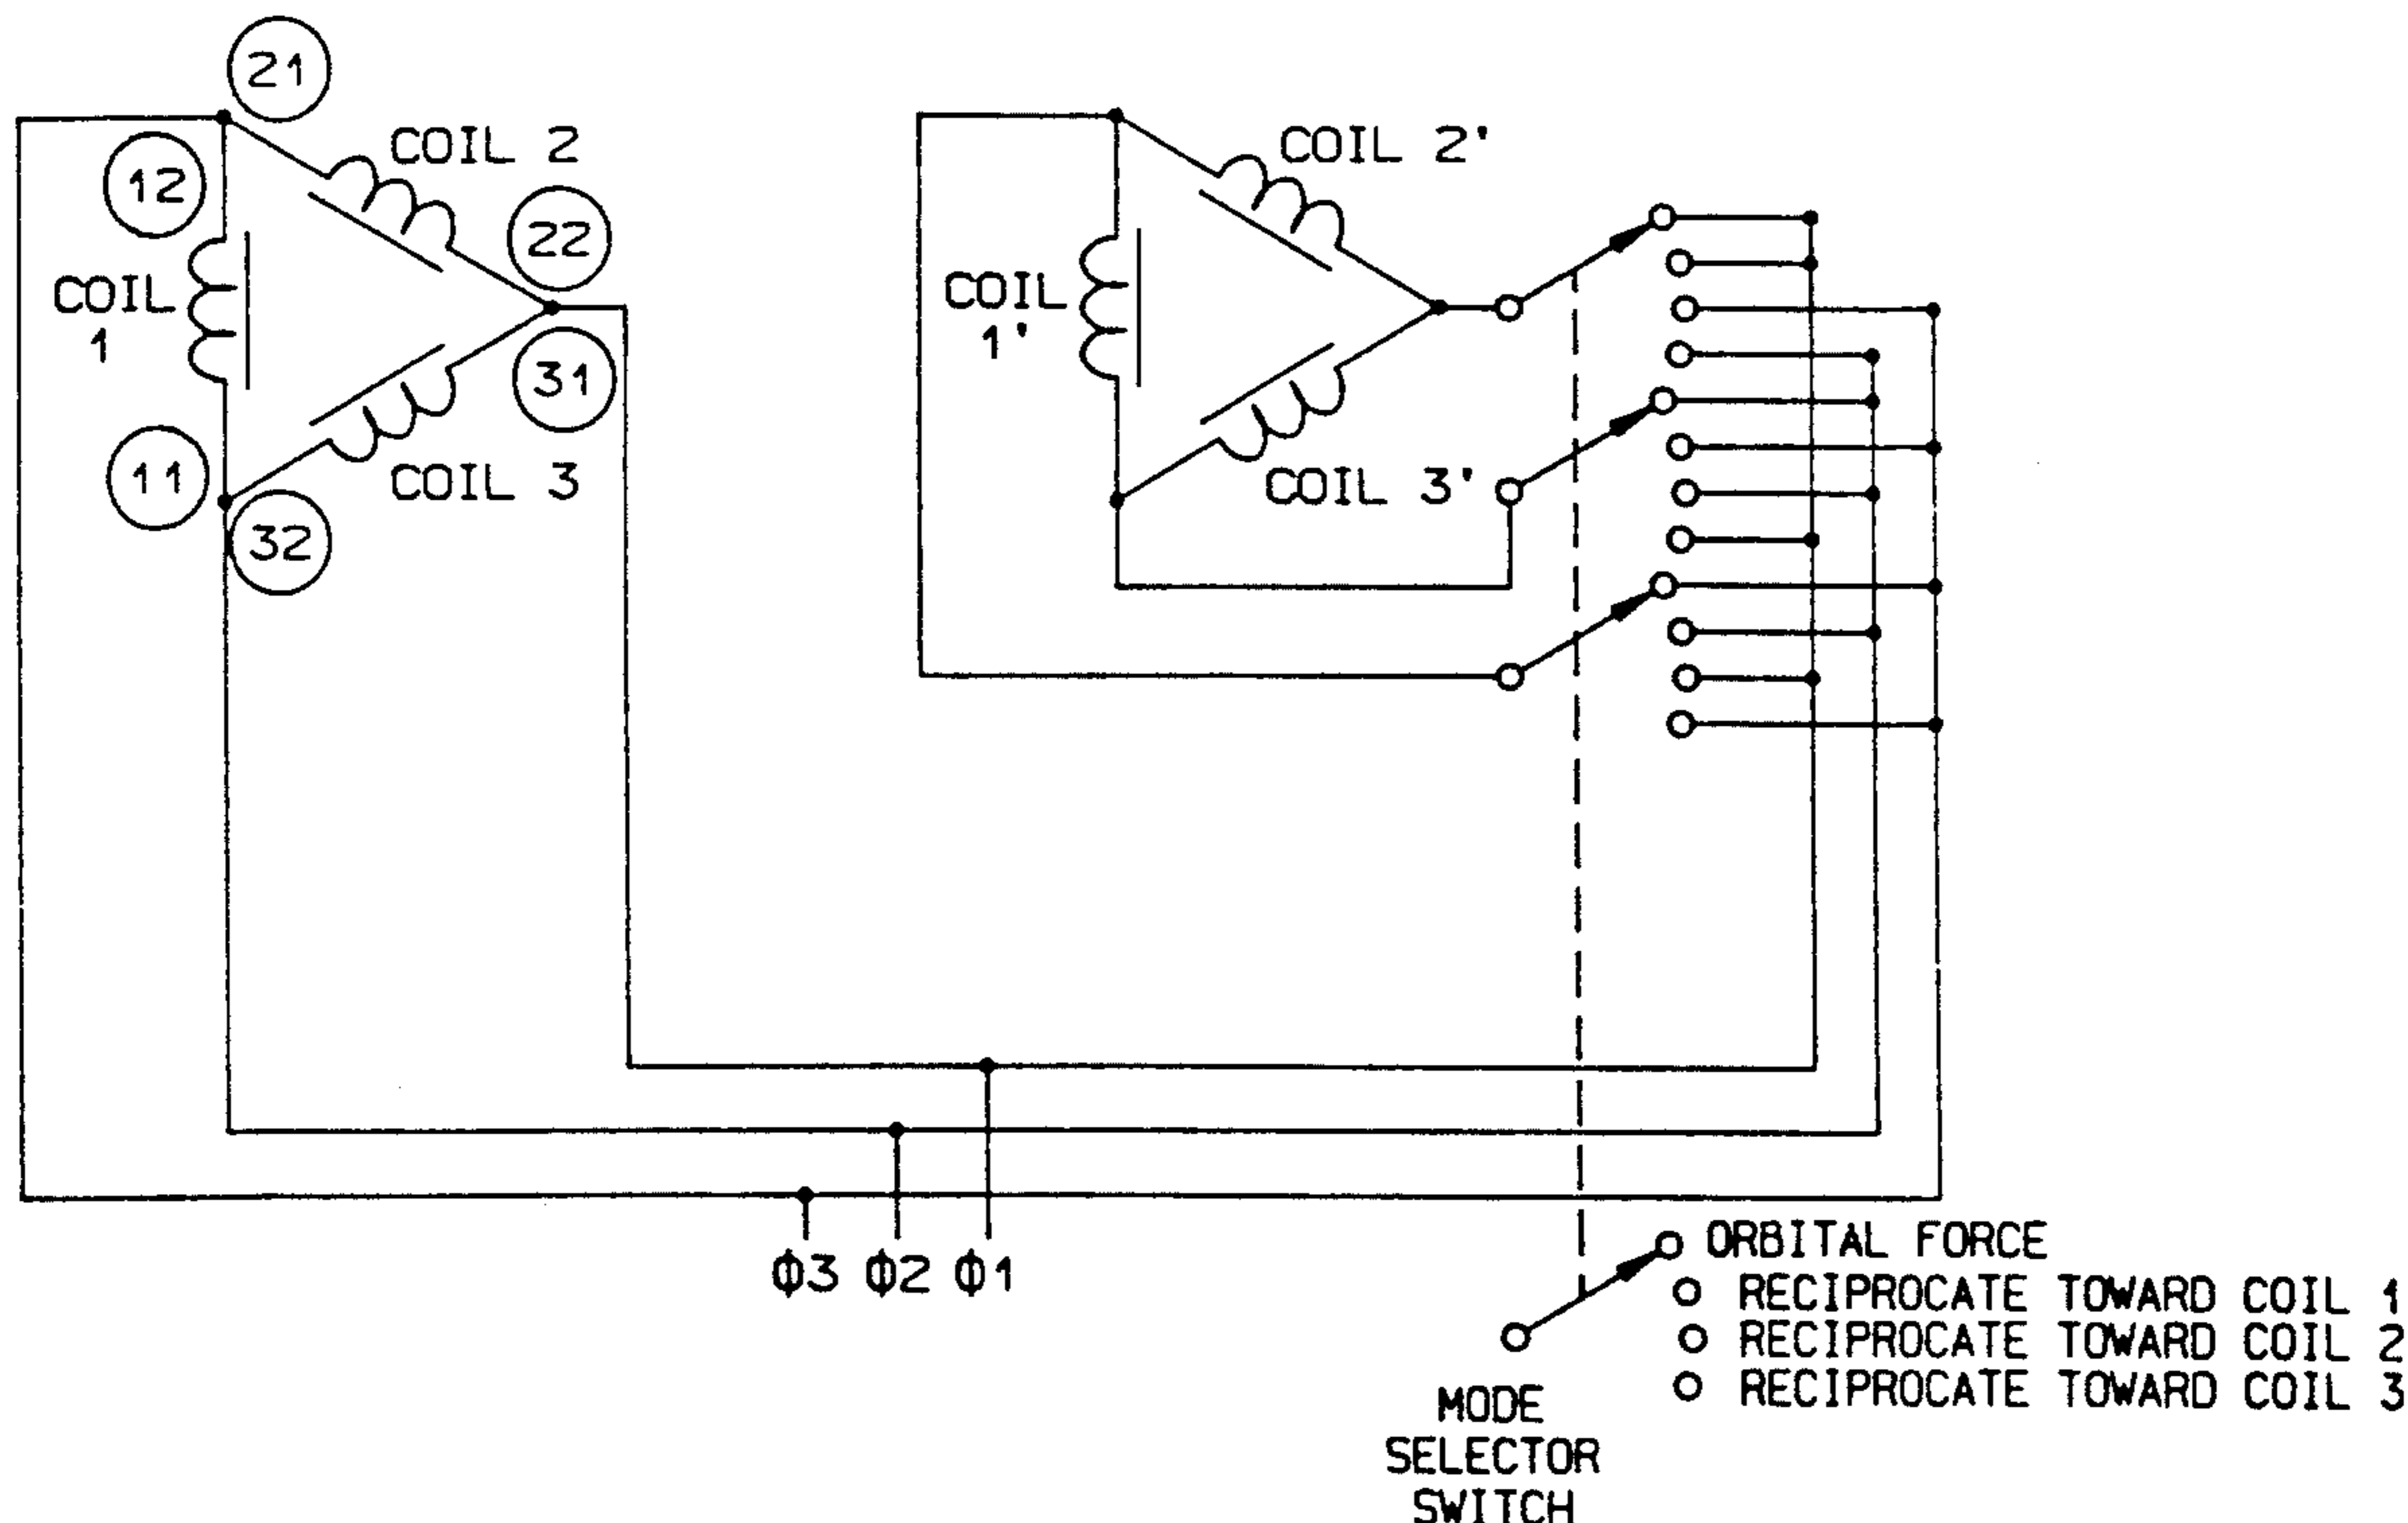 21
COIL 2
12
22
COIL
1
31
11
COIL 3
32
COIL 2'
COIL
1'
COIL 3'
Φ3 Φ2 Φ1
ORBITAL FORCE
RECIPROCATE TOWARD COIL 1
RECIPROCATE TOWARD COIL 2
RECIPROCATE TOWARD COIL 3
MODE
SELECTOR
SWITCH